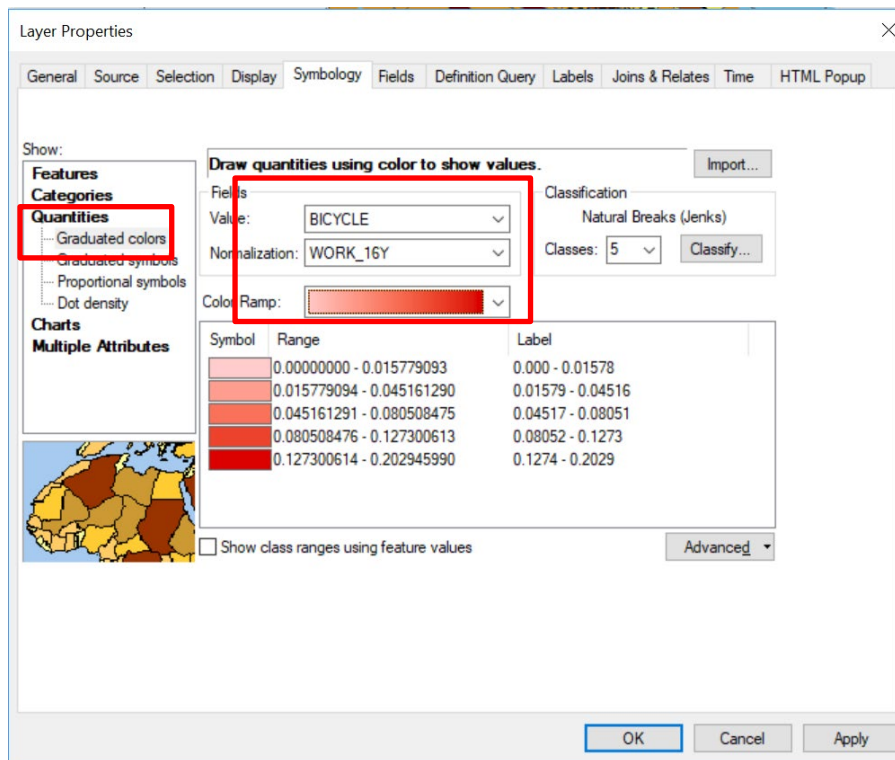 Layer Properties
General Source Selection Display Symbology Fields Definition Query Labels Joins & Relates Time HTML Popup
Show:
Features
Categories
Quantities
Graduated colors
Graduated symbols
Proportional symbols
Dot density
Charts
Multiple Attributes
Draw quantities using color to show values.
Import...
Fields
Value: BICYCLE
Normalization: WORK_16Y
Classification
Natural Breaks (Jenks)
Classes: 5 Classify...
Color Ramp:
Symbol Range Label
0.00000000 - 0.015779093 0.000 - 0.01578
0.015779094 - 0.045161290 0.01579 - 0.04516
0.045161291 - 0.080508475 0.04517 - 0.08051
0.080508476 - 0.127300613 0.08052 - 0.1273
0.127300614 - 0.202945990 0.1274 - 0.2029
Show class ranges using feature values
Advanced
OK Cancel Apply